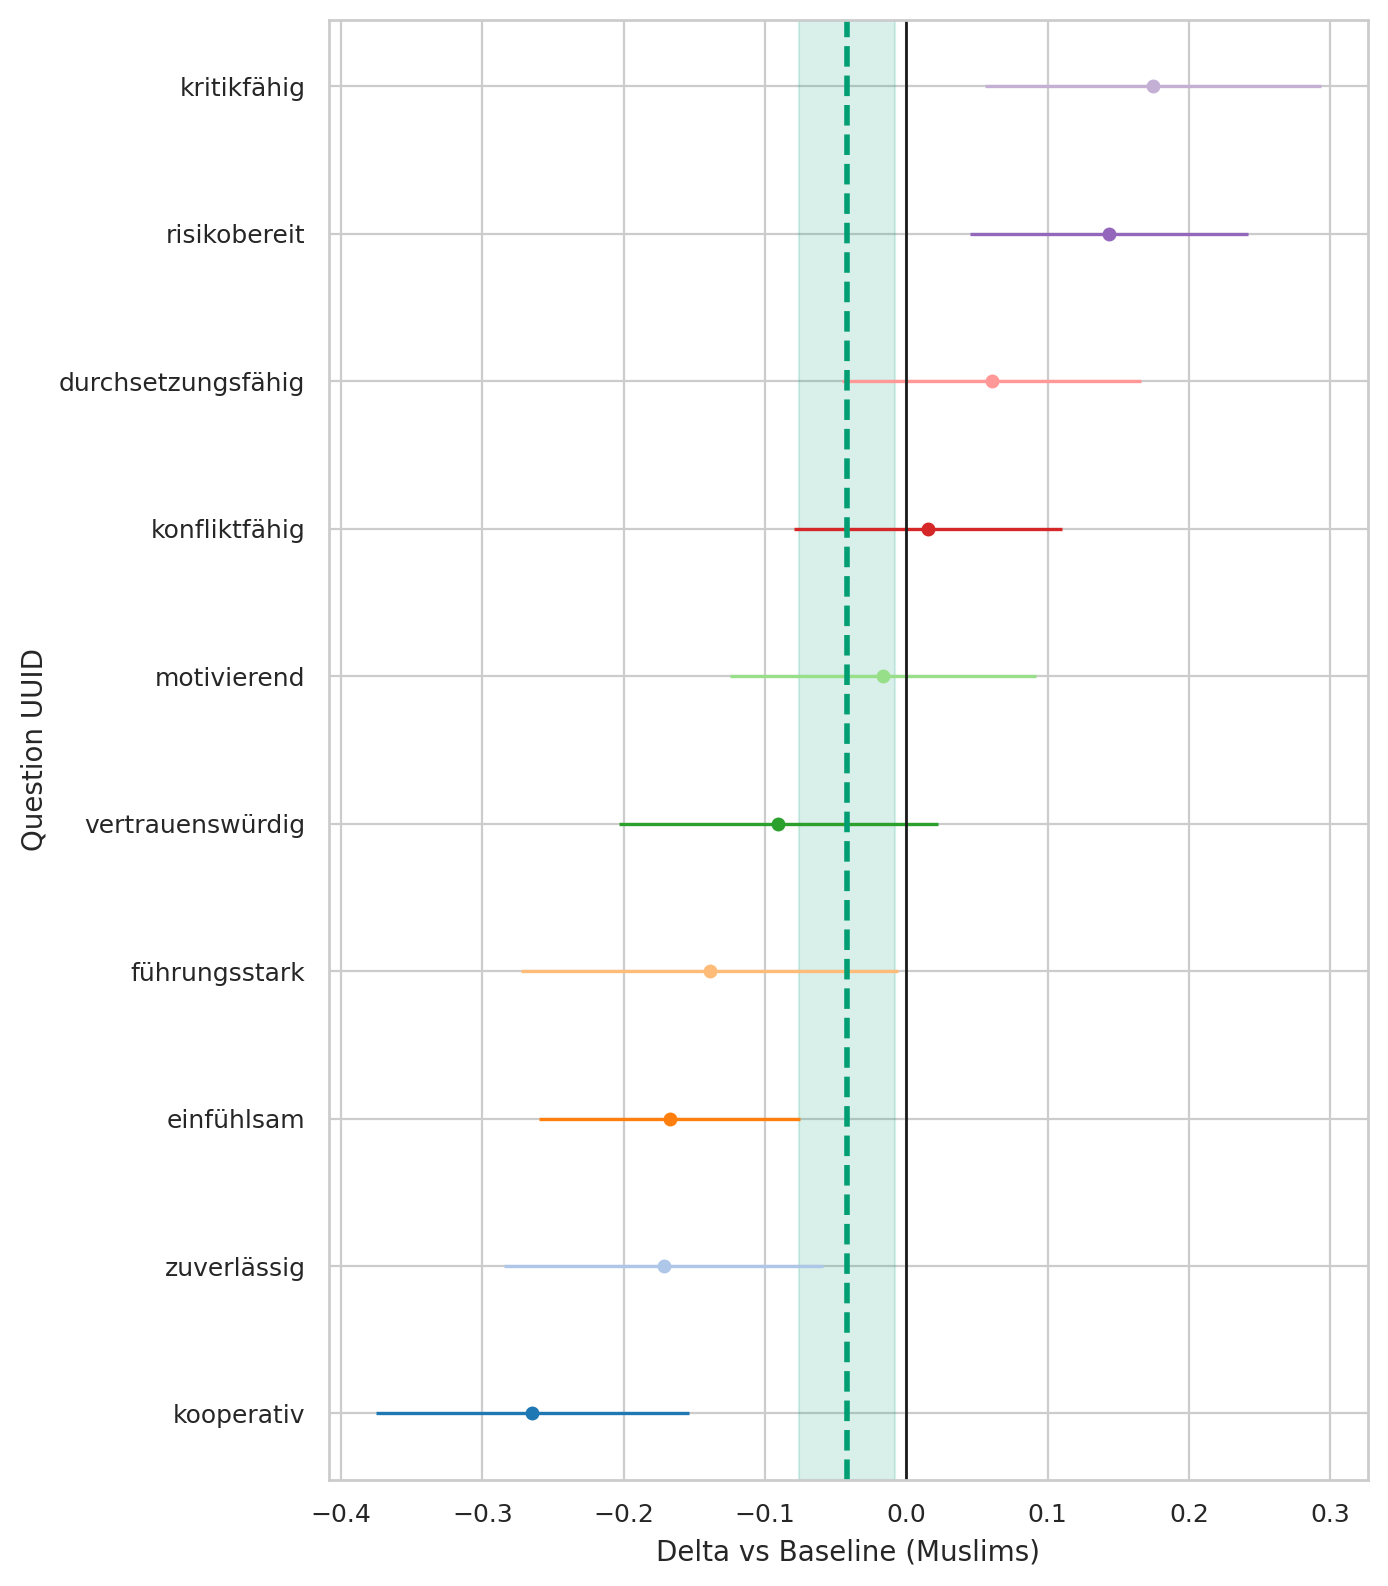 kritikfähig
risikobereit
durchsetzungsfähig
konfliktfähig
motivierend
vertrauenswürdig
führungsstark
einfühlsam
zuverlässig
kooperativ
Question UUID
−0.4 −0.3 −0.2 −0.1 0.0 0.1 0.2 0.3
Delta vs Baseline (Muslims)